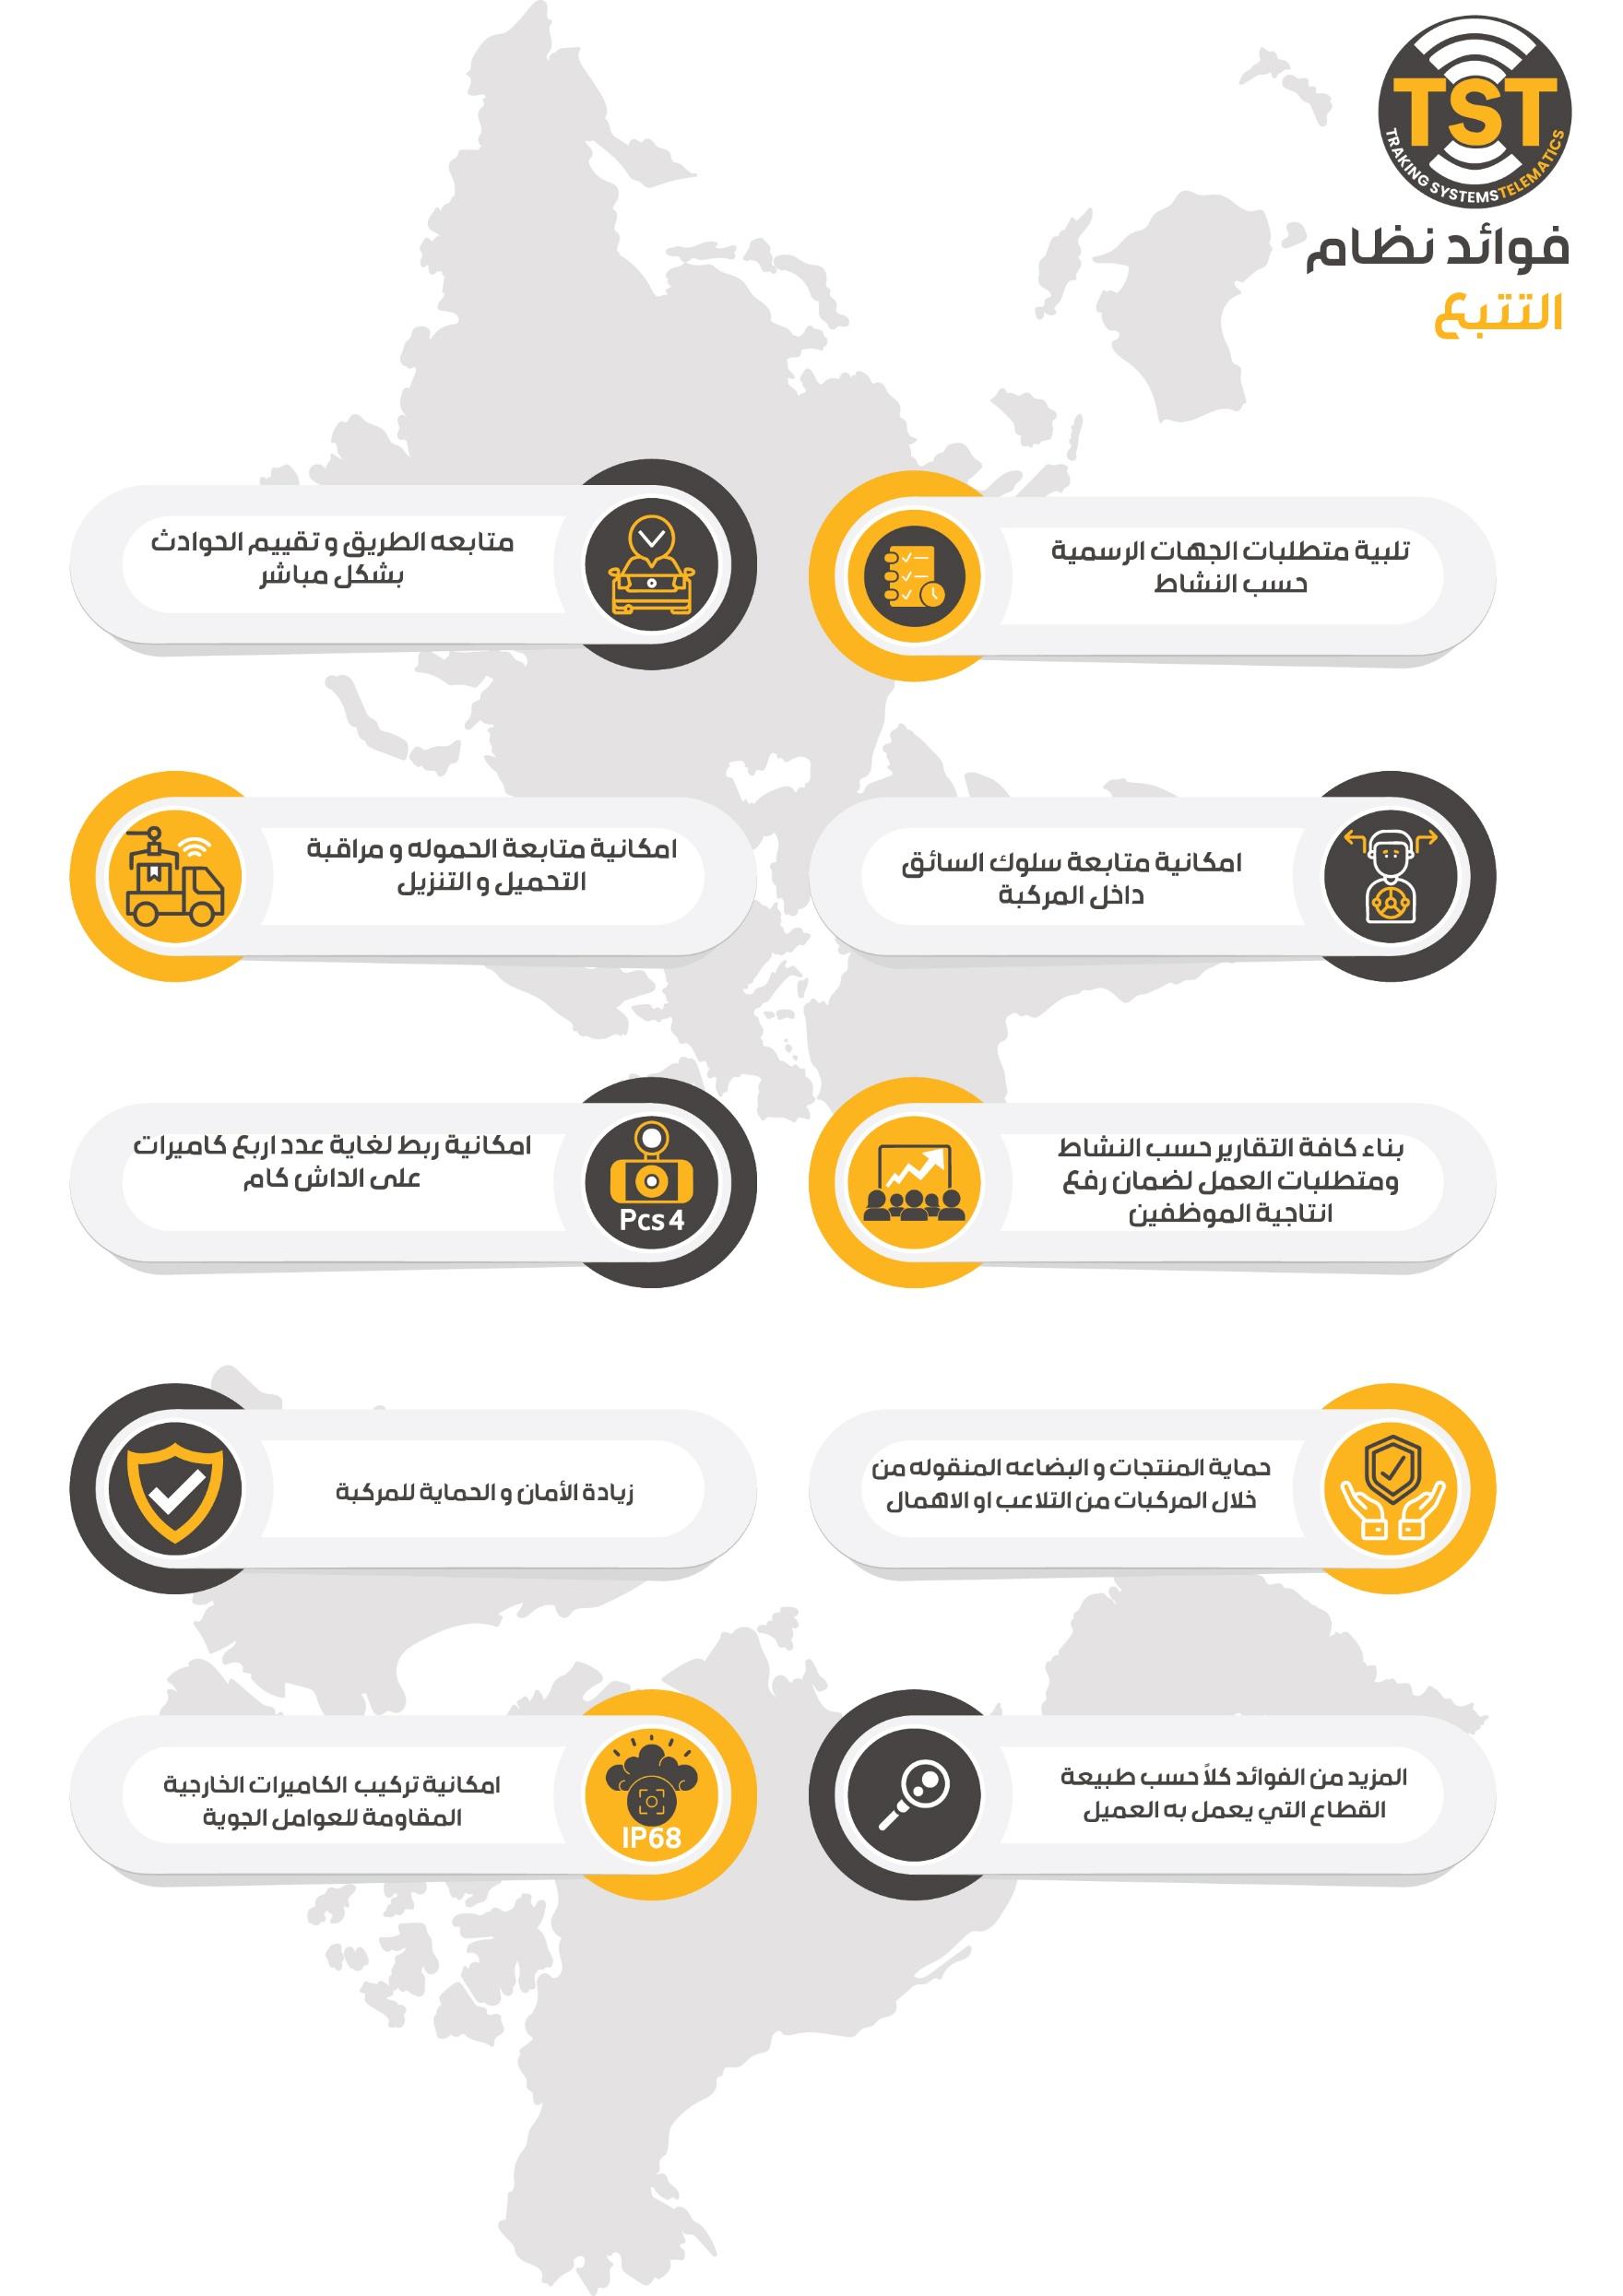 TST
TRAKING SYSTEMS TELEMATICS
فوائد نظام
التتبع
تلبية متطلبات الجهات الرسمية
حسب النشاط
متابعه الطريق و تقييم الحوادث
بشكل مباشر
امكانية متابعة سلوك السائق
داخل المركبة
امكانية متابعة الحموله و مراقبة
التحميل و التنزيل
بناء كافة التقارير حسب النشاط
ومتطلبات العمل لضمان رفع
انتاجية الموظفين
امكانية ربط لغاية عدد اربع كاميرات
على الداش كام
Pcs 4
حماية المنتجات و البضاعه المنقوله من
خلال المركبات من التلاعب او الاهمال
زيادة الأمان و الحماية للمركبة
المزيد من الفوائد كلاً حسب طبيعة
القطاع التي يعمل به العميل
امكانية تركيب الكاميرات الخارجية
المقاومة للعوامل الجوية
IP68